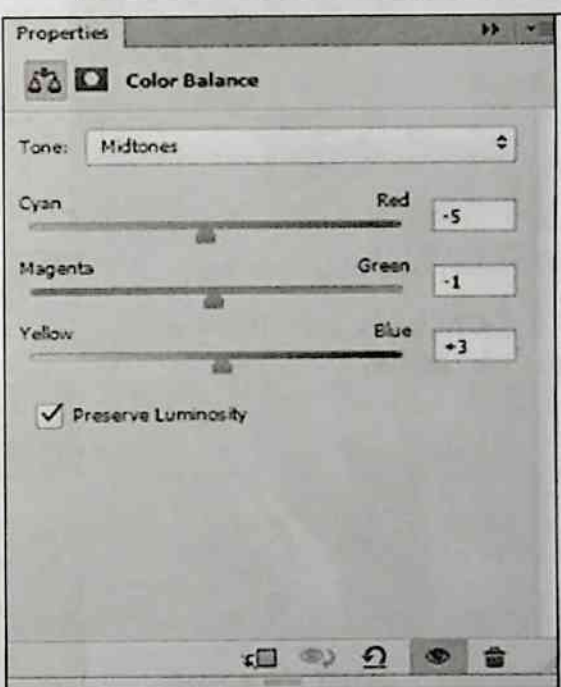 Properties
Color Balance
Tone: Midtones
Cyan Red -5
Magenta Green -1
Yellow Blue +3
Preserve Luminosity